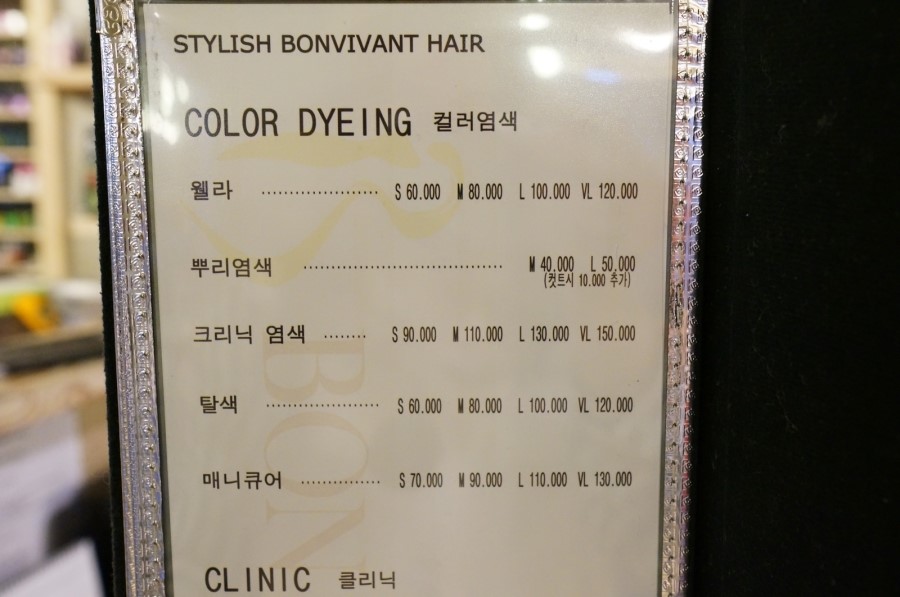 STYLISH BONVIVANT HAIR
COLOR DYEING 컬러염색
웰라 ..................... S 60.000 M 80.000 L 100.000 VL 120.000
뿌리염색 .................................... M 40.000 L 50.000
(컷트시 10.000 추가)
크리닉 염색 ........ S 90.000 M 110.000 L 130.000 VL 150.000
탈색 ..................... S 60.000 M 80.000 L 100.000 VL 120.000
매니큐어 ............... S 70.000 M 90.000 L 110.000 VL 130.000
BON
CLINIC 클리닉